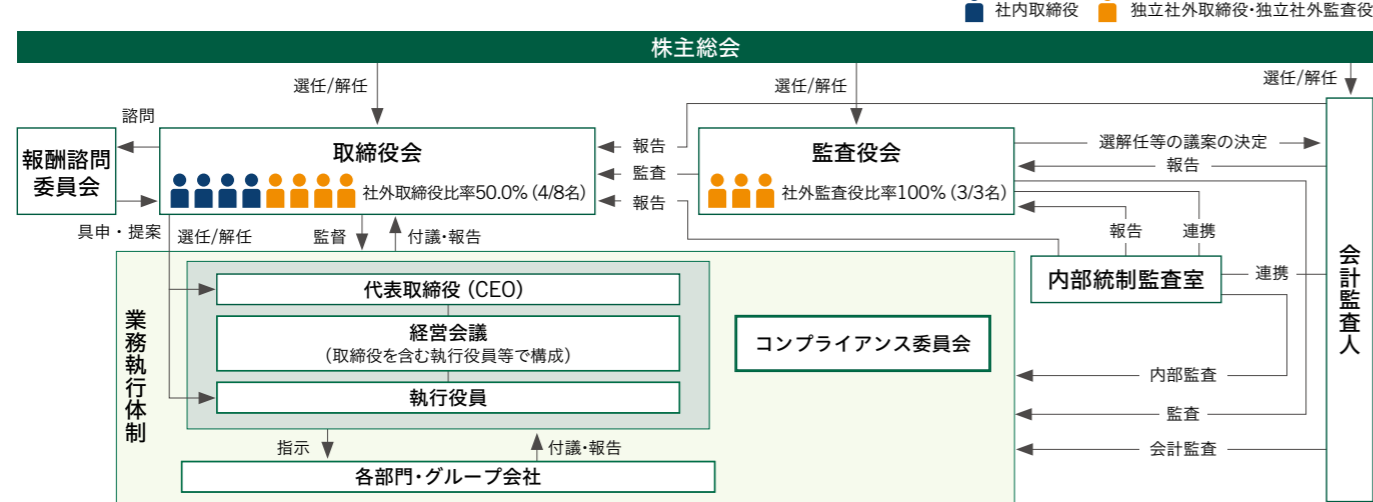 社内取締役
独立社外取締役・独立社外監査役
株主総会
選任/解任
選任/解任
選任/解任
諮問
報酬諮問
委員会
具申・提案
取締役会
社外取締役比率50.0% (4/8名)
報告
監査
報告
監査役会
社外監査役比率100% (3/3名)
選解任等の議案の決定
報告
選任/解任
監督
付議・報告
報告
連携
内部統制監査室
連携
会計監査人
業務執行体制
代表取締役 (CEO)
経営会議
(取締役を含む執行役員等で構成)
執行役員
コンプライアンス委員会
内部監査
監査
会計監査
指示
付議・報告
各部門・グループ会社